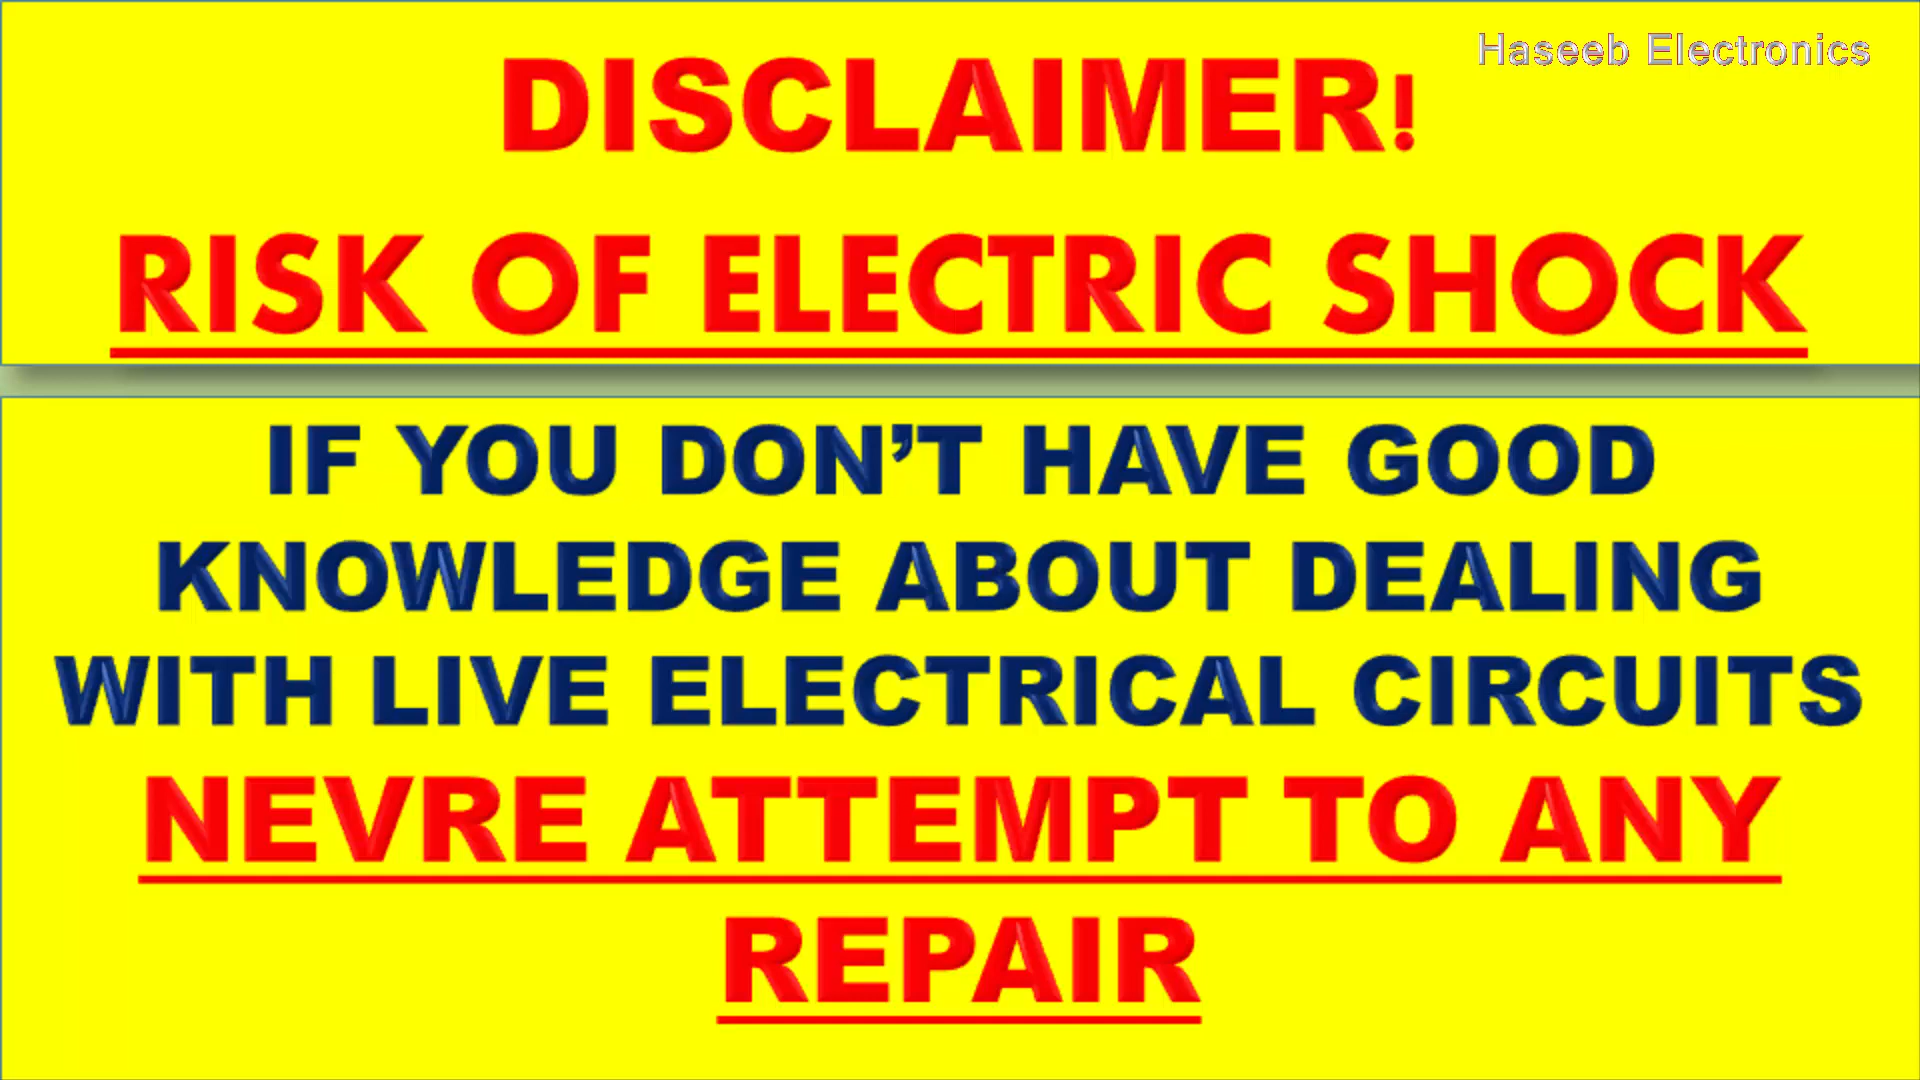 Haseeb Electronics
DISCLAIMER!
RISK OF ELECTRIC SHOCK
IF YOU DON’T HAVE GOOD
KNOWLEDGE ABOUT DEALING
WITH LIVE ELECTRICAL CIRCUITS
NEVRE ATTEMPT TO ANY
REPAIR